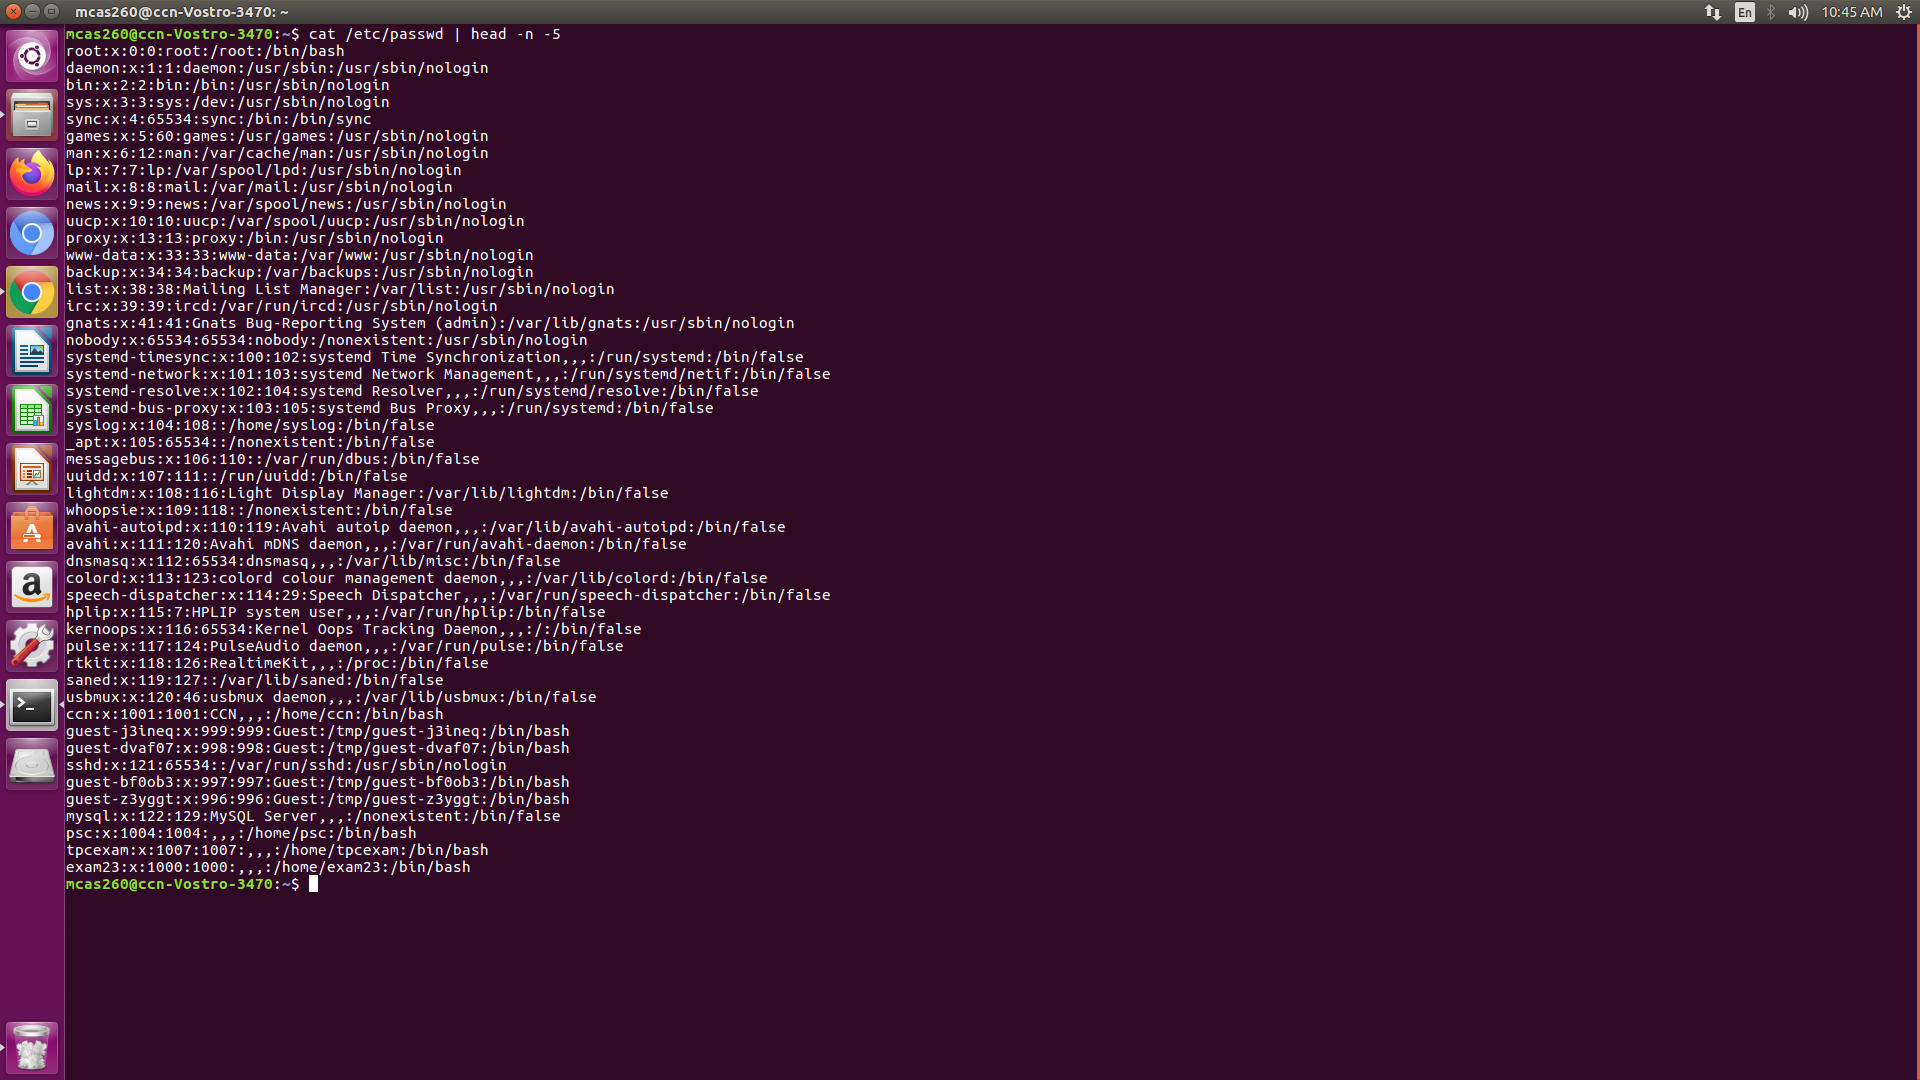 mcas260@ccn-Vostro-3470: ~
En
10:45 AM
mcas260@ccn-Vostro-3470:~$ cat /etc/passwd | head -n -5
root:x:0:0:root:/root:/bin/bash
daemon:x:1:1:daemon:/usr/sbin:/usr/sbin/nologin
bin:x:2:2:bin:/bin:/usr/sbin/nologin
sys:x:3:3:sys:/dev:/usr/sbin/nologin
sync:x:4:65534:sync:/bin:/bin/sync
games:x:5:60:games:/usr/games:/usr/sbin/nologin
man:x:6:12:man:/var/cache/man:/usr/sbin/nologin
lp:x:7:7:lp:/var/spool/lpd:/usr/sbin/nologin
mail:x:8:8:mail:/var/mail:/usr/sbin/nologin
news:x:9:9:news:/var/spool/news:/usr/sbin/nologin
uucp:x:10:10:uucp:/var/spool/uucp:/usr/sbin/nologin
proxy:x:13:13:proxy:/bin:/usr/sbin/nologin
www-data:x:33:33:www-data:/var/www:/usr/sbin/nologin
backup:x:34:34:backup:/var/backups:/usr/sbin/nologin
list:x:38:38:Mailing List Manager:/var/list:/usr/sbin/nologin
irc:x:39:39:ircd:/var/run/ircd:/usr/sbin/nologin
gnats:x:41:41:Gnats Bug-Reporting System (admin):/var/lib/gnats:/usr/sbin/nologin
nobody:x:65534:65534:nobody:/nonexistent:/usr/sbin/nologin
systemd-timesync:x:100:102:systemd Time Synchronization,,,:/run/systemd:/bin/false
systemd-network:x:101:103:systemd Network Management,,,:/run/systemd/netif:/bin/false
systemd-resolve:x:102:104:systemd Resolver,,,:/run/systemd/resolve:/bin/false
systemd-bus-proxy:x:103:105:systemd Bus Proxy,,,:/run/systemd:/bin/false
syslog:x:104:108::/home/syslog:/bin/false
_apt:x:105:65534::/nonexistent:/bin/false
messagebus:x:106:110::/var/run/dbus:/bin/false
uuidd:x:107:111::/run/uuidd:/bin/false
lightdm:x:108:116:Light Display Manager:/var/lib/lightdm:/bin/false
whoopsie:x:109:118::/nonexistent:/bin/false
avahi-autoipd:x:110:119:Avahi autoip daemon,,,:/var/lib/avahi-autoipd:/bin/false
avahi:x:111:120:Avahi mDNS daemon,,,:/var/run/avahi-daemon:/bin/false
dnsmasq:x:112:65534:dnsmasq,,,:/var/lib/misc:/bin/false
colord:x:113:123:colord colour management daemon,,,:/var/lib/colord:/bin/false
speech-dispatcher:x:114:29:Speech Dispatcher,,,:/var/run/speech-dispatcher:/bin/false
hplip:x:115:7:HPLIP system user,,,:/var/run/hplip:/bin/false
kernoops:x:116:65534:Kernel Oops Tracking Daemon,,,:/:/bin/false
pulse:x:117:124:PulseAudio daemon,,,:/var/run/pulse:/bin/false
rtkit:x:118:126:RealtimeKit,,,:/proc:/bin/false
saned:x:119:127::/var/lib/saned:/bin/false
usbmux:x:120:46:usbmux daemon,,,:/var/lib/usbmux:/bin/false
ccn:x:1001:1001:CCN,,,:/home/ccn:/bin/bash
guest-j3ineq:x:999:999:Guest:/tmp/guest-j3ineq:/bin/bash
guest-dvaf07:x:998:998:Guest:/tmp/guest-dvaf07:/bin/bash
sshd:x:121:65534::/var/run/sshd:/usr/sbin/nologin
guest-bf0ob3:x:997:997:Guest:/tmp/guest-bf0ob3:/bin/bash
guest-z3yggt:x:996:996:Guest:/tmp/guest-z3yggt:/bin/bash
mysql:x:122:129:MySQL Server,,,:/nonexistent:/bin/false
psc:x:1004:1004:,,,:/home/psc:/bin/bash
tpcexam:x:1007:1007:,,,:/home/tpcexam:/bin/bash
exam23:x:1000:1000:,,,:/home/exam23:/bin/bash
mcas260@ccn-Vostro-3470:~$